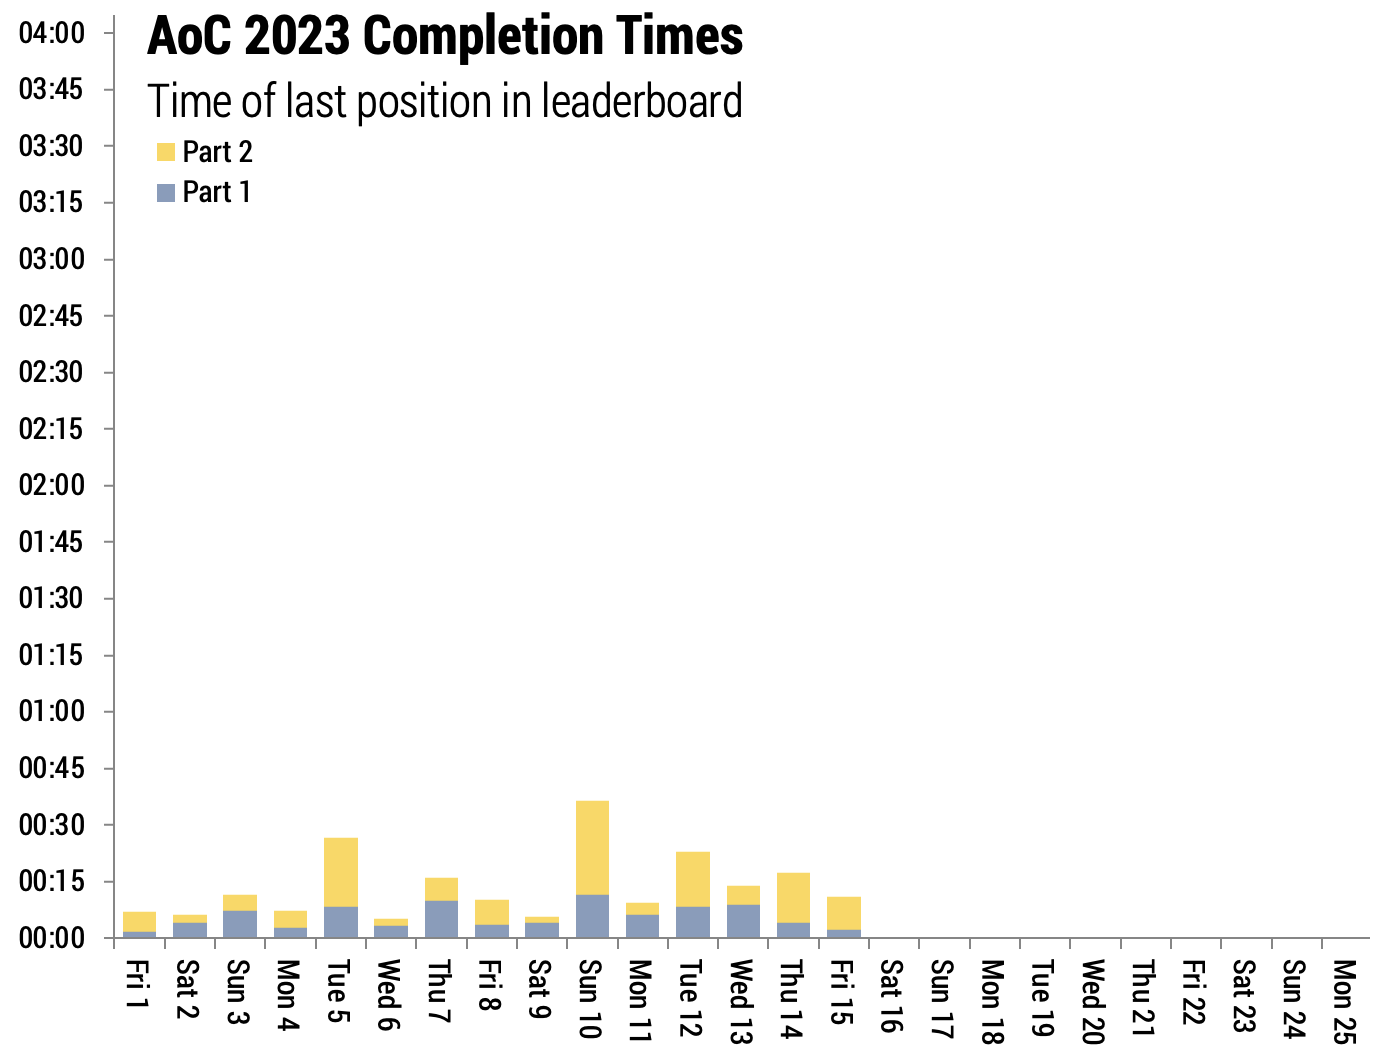 AoC 2023 Completion Times
Time of last position in leaderboard
Part 2
Part 1
04:00
03:45
03:30
03:15
03:00
02:45
02:30
02:15
02:00
01:45
01:30
01:15
01:00
00:45
00:30
00:15
00:00
Fri 1
Sat 2
Sun 3
Mon 4
Tue 5
Wed 6
Thu 7
Fri 8
Sat 9
Sun 10
Mon 11
Tue 12
Wed 13
Thu 14
Fri 15
Sat 16
Sun 17
Mon 18
Tue 19
Wed 20
Thu 21
Fri 22
Sat 23
Sun 24
Mon 25